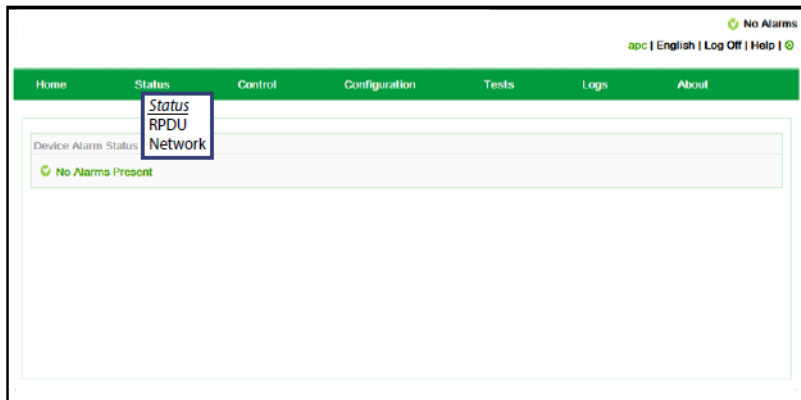 No Alarms
apc | English | Log Off | Help |
Home Status Control Configuration Tests Logs About
Status
RPDU
Network
Device Alarm Status
No Alarms Present